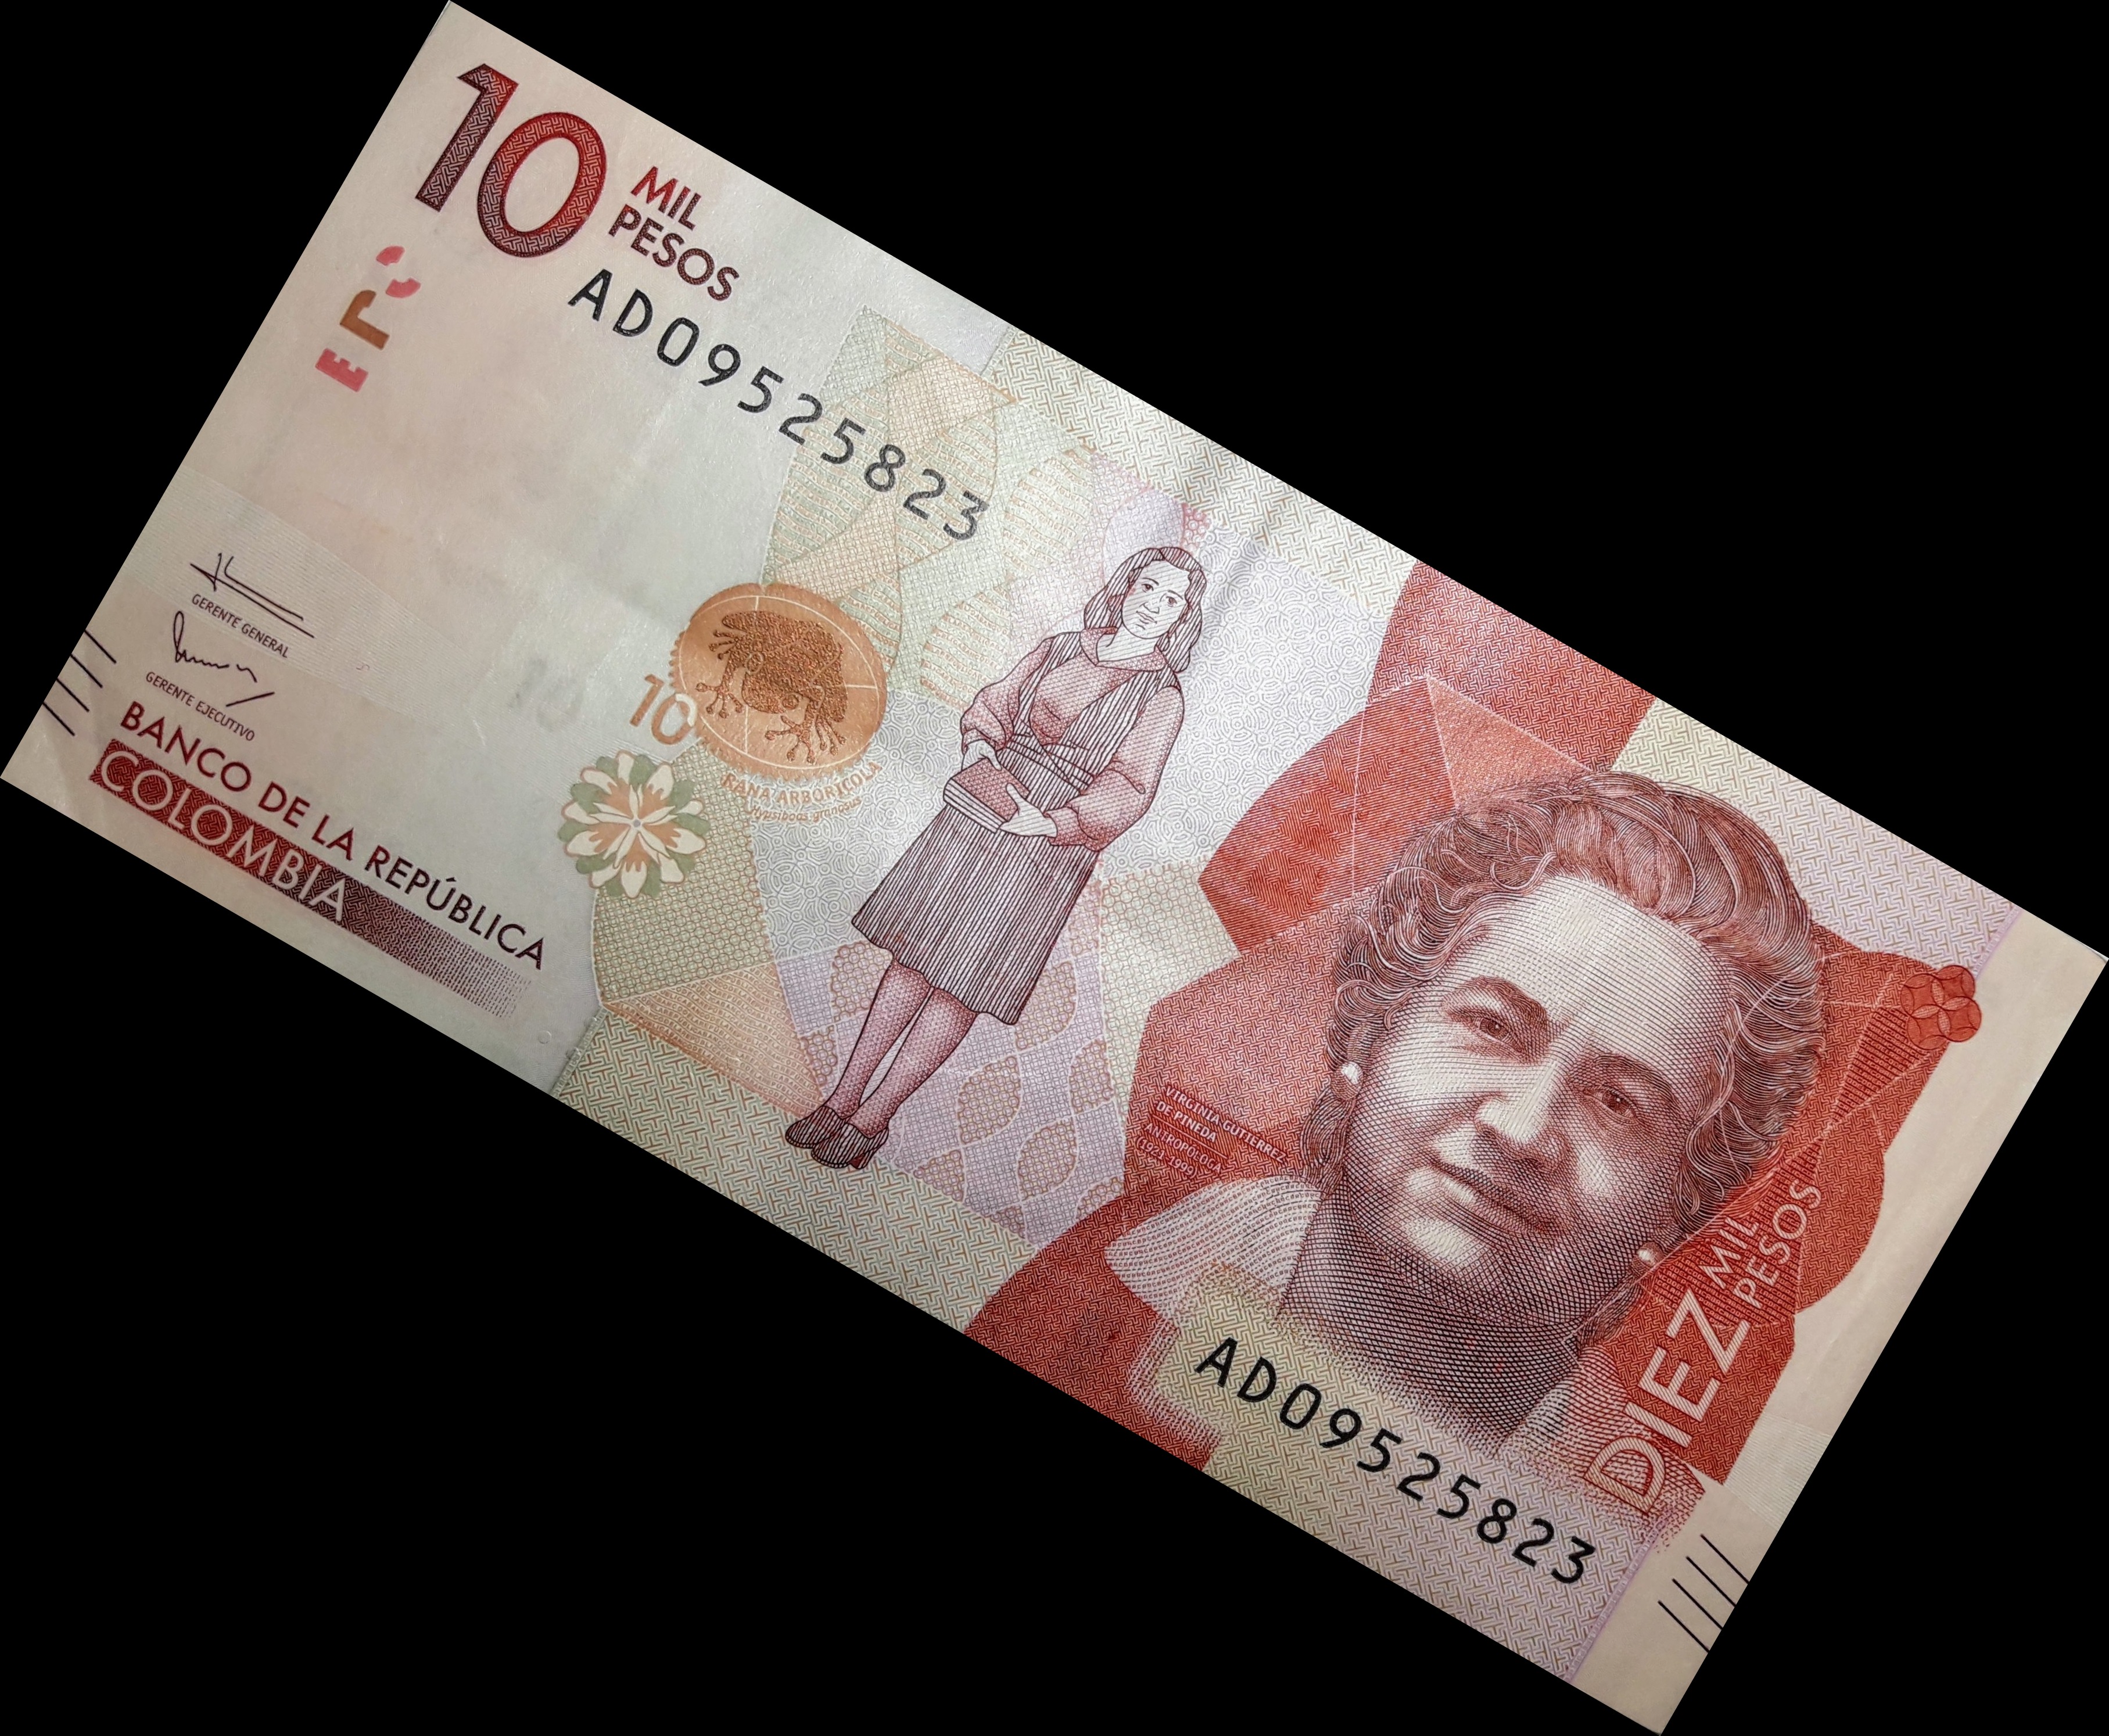 10 MIL
PESOS
AD09525823
GERENTE GENERAL
GERENTE EJECUTIVO
BANCO DE LA REPÚBLICA
COLOMBIA
10
RANA ARBORÍCOLA
VIRGINIA GUTIÉRREZ
DE PINEDA
ANTROPÓLOGA
(1921-1999)
DIEZ MIL
PESOS
AD09525823